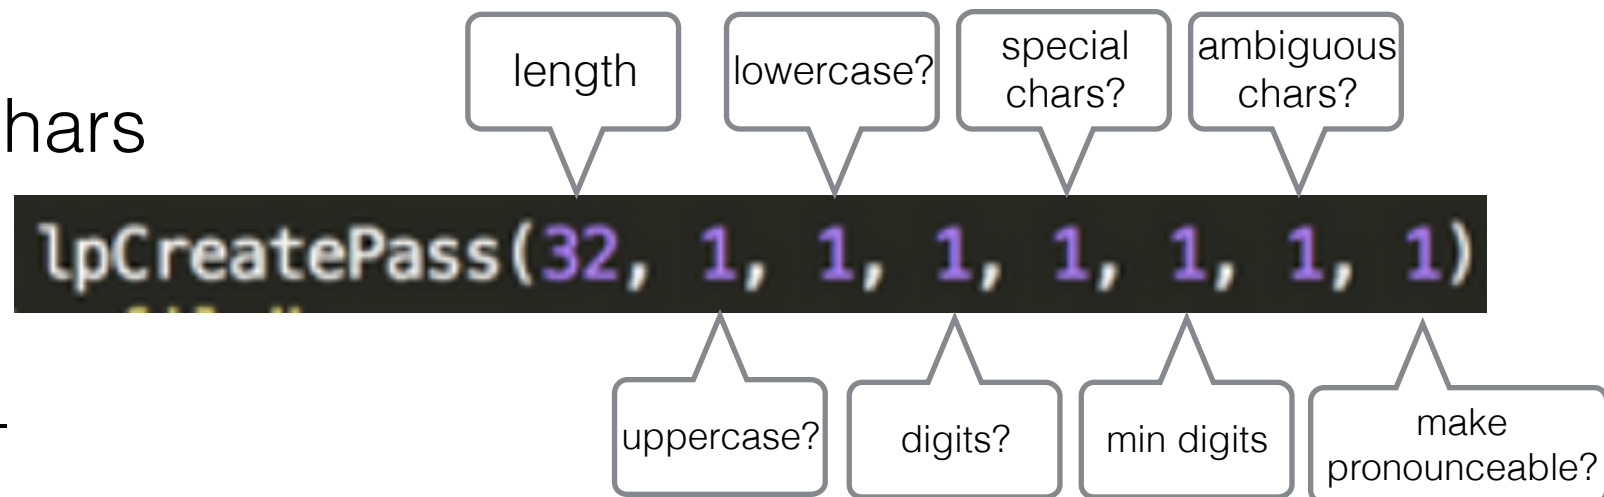 length
lowercase?
special
chars?
ambiguous
chars?
hars
lpCreatePass(32, 1, 1, 1, 1, 1, 1, 1)
uppercase?
digits?
min digits
make
pronounceable?